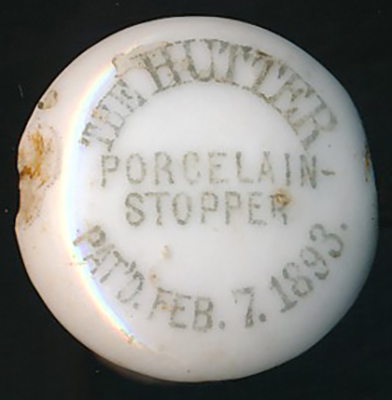 THE HUTTER
PORCELAIN-
STOPPER
PAT'D. FEB. 7. 1893.